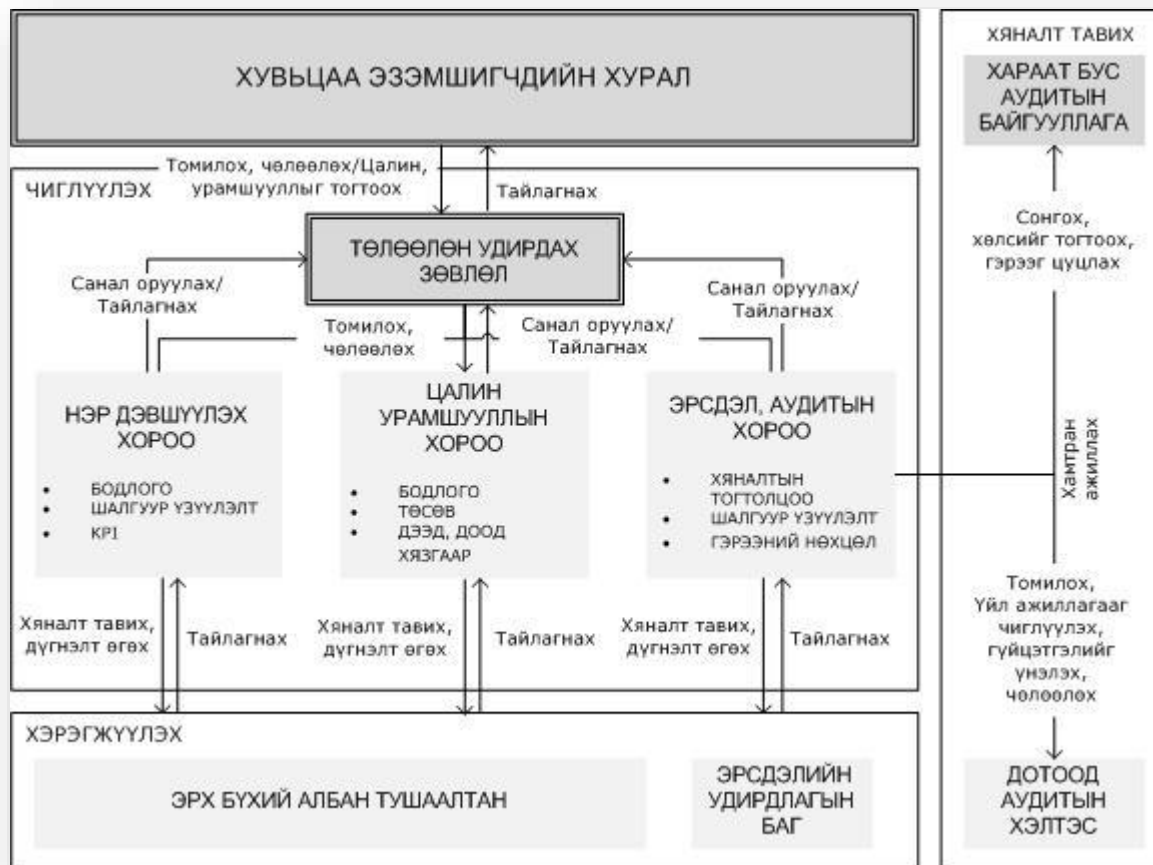 ХУВЬЦАА ЭЗЭМШИГЧДИЙН ХУРАЛ
Томилох, чөлөөлөх/Цалин,
урамшууллыг тогтоох
Тайлагнах
ЧИГЛҮҮЛЭХ
ТӨЛӨӨЛӨН УДИРДАХ
ЗӨВЛӨЛ
Санал оруулах/
Тайлагнах
Томилох,
чөлөөлөх
Санал оруулах/
Тайлагнах
Санал оруулах/
Тайлагнах
НЭР ДЭВШҮҮЛЭХ
ХОРОО
• БОДЛОГО
• ШАЛГУУР ҮЗҮҮЛЭЛТ
• KPI
ЦАЛИН
УРАМШУУЛЛЫН
ХОРОО
• БОДЛОГО
• ТӨСӨВ
• ДЭЭД, ДООД
ХЯЗГААР
ЭРСДЭЛ, АУДИТЫН
ХОРОО
• ХЯНАЛТЫН
ТОГТОЛЦОО
• ШАЛГУУР ҮЗҮҮЛЭЛТ
• ГЭРЭЭНИЙ НӨХЦӨЛ
Хяналт тавих,
дүгнэлт өгөх
Тайлагнах
Хяналт тавих,
дүгнэлт өгөх
Тайлагнах
Хяналт тавих,
дүгнэлт өгөх
Тайлагнах
ХЭРЭГЖҮҮЛЭХ
ЭРХ БҮХИЙ АЛБАН ТУШААЛТАН
ЭРСДЭЛИЙН
УДИРДЛАГЫН
БАГ
ХЯНАЛТ ТАВИХ
ХАРААТ БУС
АУДИТЫН
БАЙГУУЛЛАГА
Сонгох,
хөлсийг тогтоох,
гэрээг цуцлах
Хамтран
ажиллах
Томилох,
Үйл ажиллагааг
чиглүүлэх,
гүйцэтгэлийг
үнэлэх,
чөлөөлөх
ДОТООД
АУДИТЫН
ХЭЛТЭС